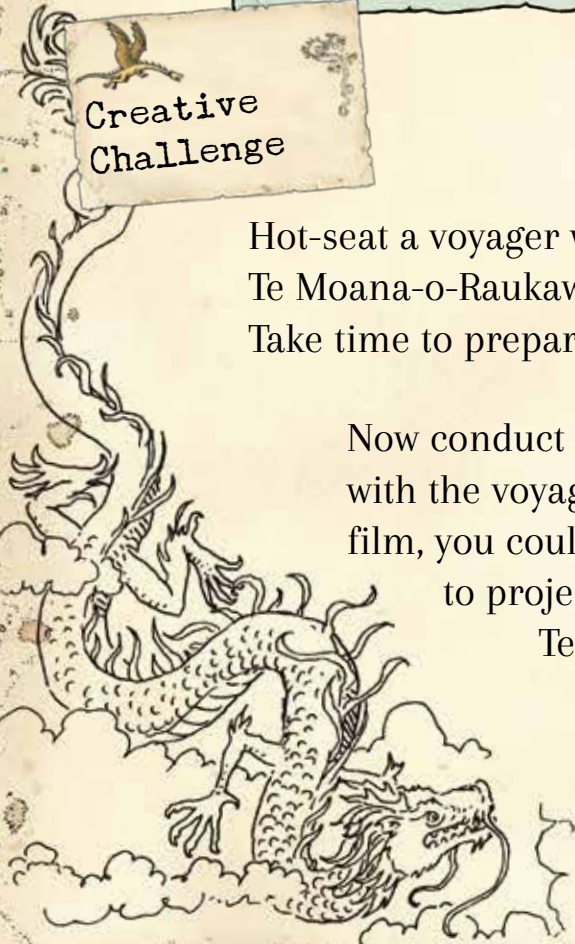 Creative
Challenge
Hot-seat a voyager
Te Moana-o-Raukaw
Take time to prepar
Now conduct
with the voyag
film, you coul
to proje
Te